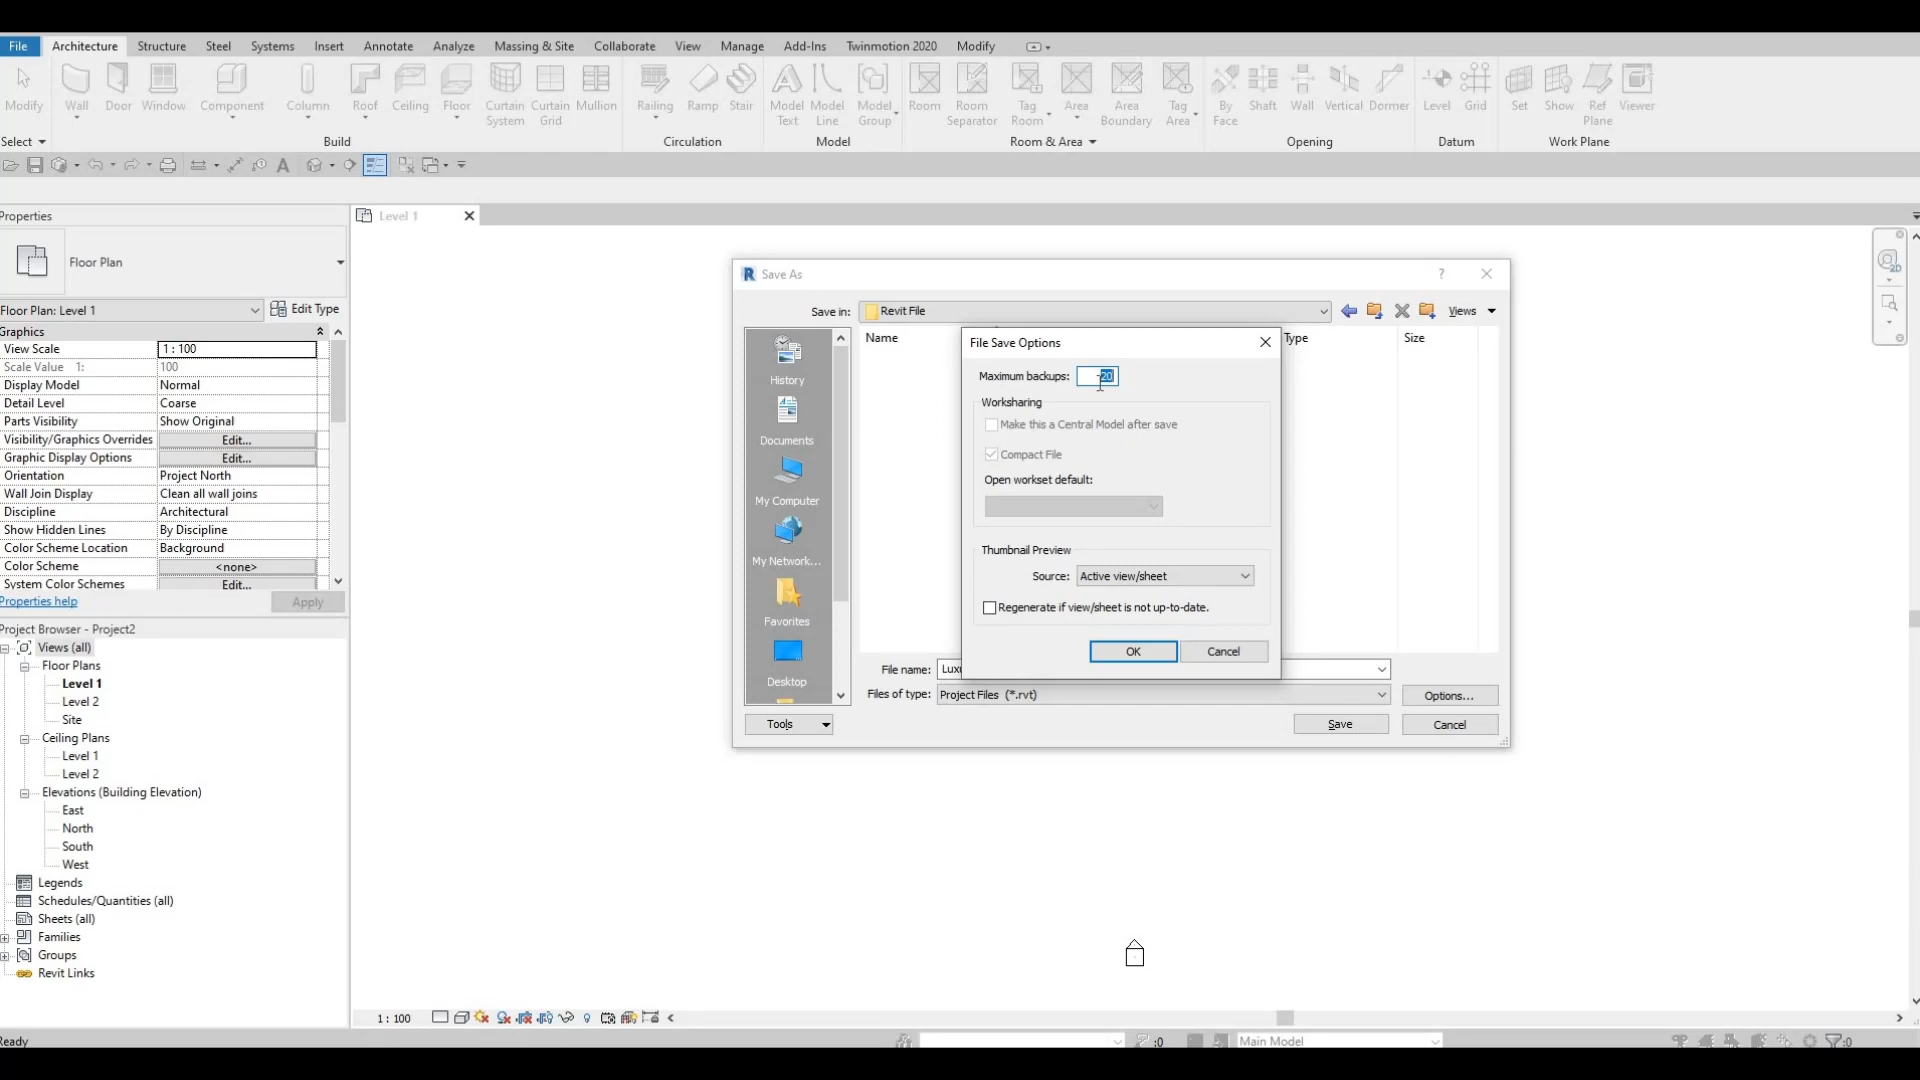 File Architecture Structure Steel Systems Insert Annotate Analyze Massing & Site Collaborate View Manage Add-Ins Twinmotion 2020 Modify
Modify Wall Door Window Component Column Roof Ceiling Floor Curtain System Curtain Grid Mullion Railing Ramp Stair Model Text Model Line Model Group Room Room Separator Tag Room Area Area Boundary Tag Area By Face Shaft Wall Vertical Dormer Level Grid Set Show Ref Plane Viewer
Select Build Circulation Model Room & Area Opening Datum Work Plane
Properties
Level 1
Floor Plan
Floor Plan: Level 1 Edit Type
Graphics
View Scale 1 : 100
Scale Value 1: 100
Display Model Normal
Detail Level Coarse
Parts Visibility Show Original
Visibility/Graphics Overrides Edit...
Graphic Display Options Edit...
Orientation Project North
Wall Join Display Clean all wall joins
Discipline Architectural
Show Hidden Lines By Discipline
Color Scheme Location Background
Color Scheme <none>
System Color Schemes Edit...
Properties help Apply
Project Browser - Project2
Views (all)
Floor Plans
Level 1
Level 2
Site
Ceiling Plans
Level 1
Level 2
Elevations (Building Elevation)
East
North
South
West
Legends
Schedules/Quantities (all)
Sheets (all)
Families
Groups
Revit Links
R Save As ?
Save in: Revit File Views
Name Type Size
History
Documents
My Computer
My Network...
Favorites
Desktop
File Save Options
Maximum backups: 20
Worksharing
Make this a Central Model after save
Compact File
Open workset default:
Thumbnail Preview
Source: Active view/sheet
Regenerate if view/sheet is not up-to-date.
OK Cancel
File name:
Files of type: Project Files (*.rvt) Options...
Tools Save Cancel
2D
1 : 100
Ready :0 Main Model :0